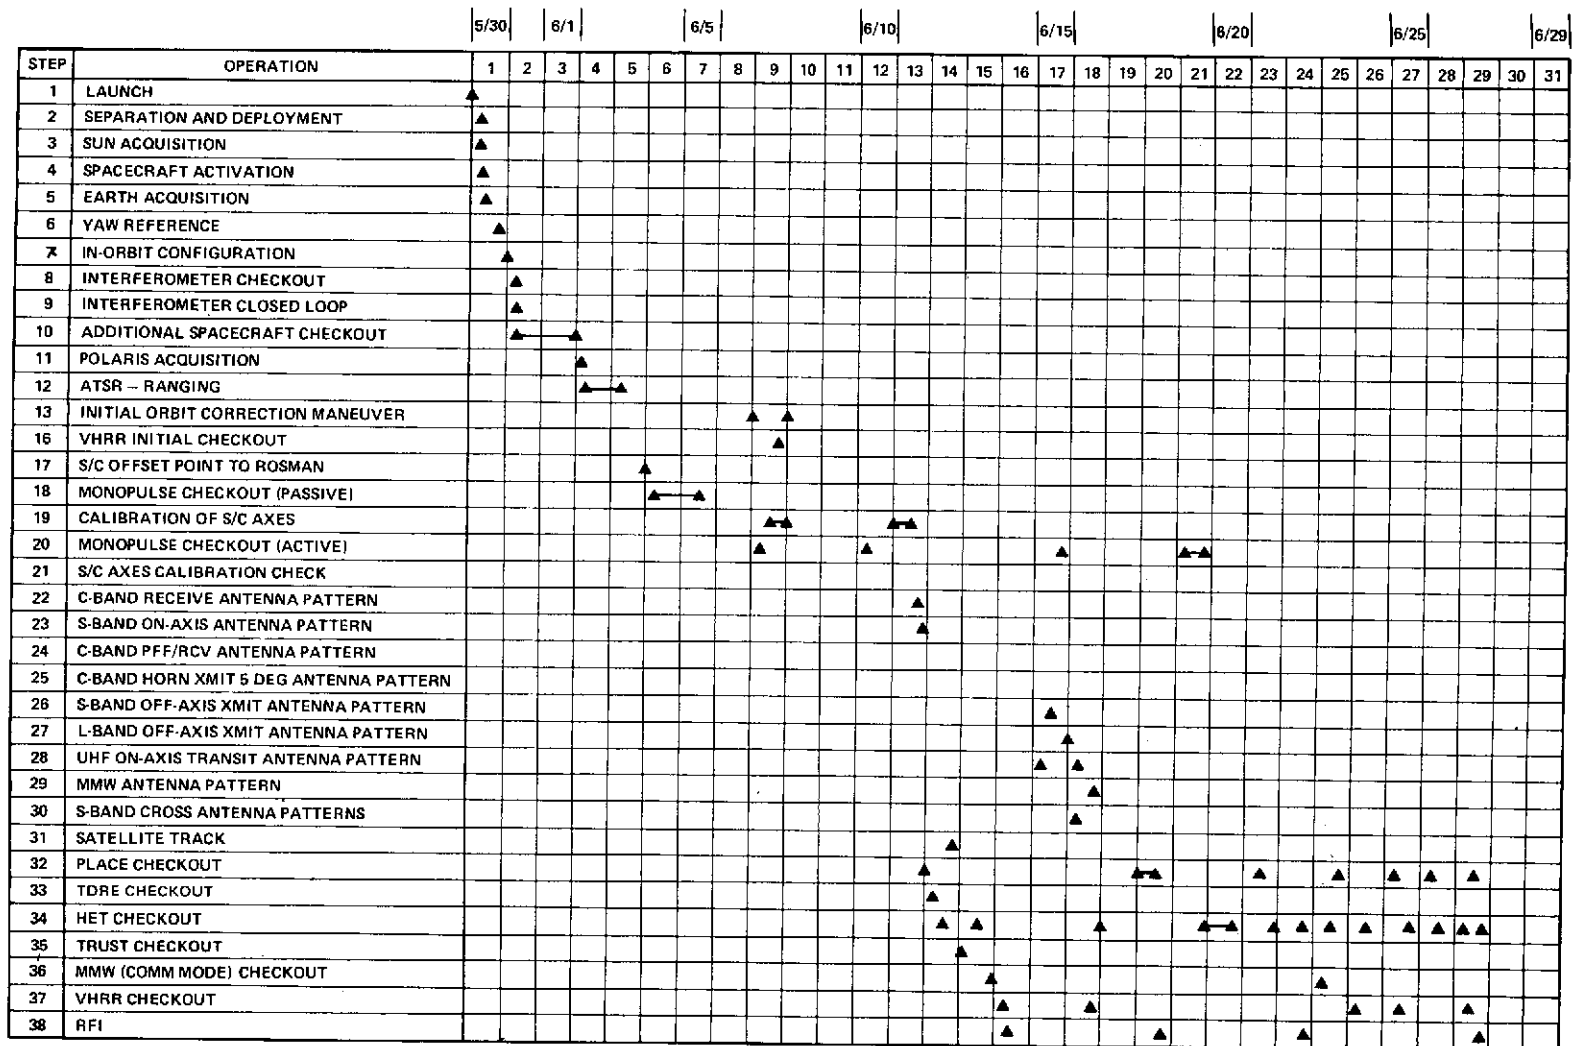 5/30 6/1 6/5 6/10 6/15 6/20 6/25 6/29
STEP OPERATION 1 2 3 4 5 6 7 8 9 10 11 12 13 14 15 16 17 18 19 20 21 22 23 24 25 26 27 28 29 30 31
1 LAUNCH
2 SEPARATION AND DEPLOYMENT
3 SUN ACQUISITION
4 SPACECRAFT ACTIVATION
5 EARTH ACQUISITION
6 YAW REFERENCE
7 IN-ORBIT CONFIGURATION
8 INTERFEROMETER CHECKOUT
9 INTERFEROMETER CLOSED LOOP
10 ADDITIONAL SPACECRAFT CHECKOUT
11 POLARIS ACQUISITION
12 ATSR – RANGING
13 INITIAL ORBIT CORRECTION MANEUVER
16 VHRR INITIAL CHECKOUT
17 S/C OFFSET POINT TO ROSMAN
18 MONOPULSE CHECKOUT (PASSIVE)
19 CALIBRATION OF S/C AXES
20 MONOPULSE CHECKOUT (ACTIVE)
21 S/C AXES CALIBRATION CHECK
22 C-BAND RECEIVE ANTENNA PATTERN
23 S-BAND ON-AXIS ANTENNA PATTERN
24 C-BAND PFF/RCV ANTENNA PATTERN
25 C-BAND HORN XMIT 5 DEG ANTENNA PATTERN
26 S-BAND OFF-AXIS XMIT ANTENNA PATTERN
27 L-BAND OFF-AXIS XMIT ANTENNA PATTERN
28 UHF ON-AXIS TRANSIT ANTENNA PATTERN
29 MMW ANTENNA PATTERN
30 S-BAND CROSS ANTENNA PATTERNS
31 SATELLITE TRACK
32 PLACE CHECKOUT
33 TDRE CHECKOUT
34 HET CHECKOUT
35 TRUST CHECKOUT
36 MMW (COMM MODE) CHECKOUT
37 VHRR CHECKOUT
38 RFI